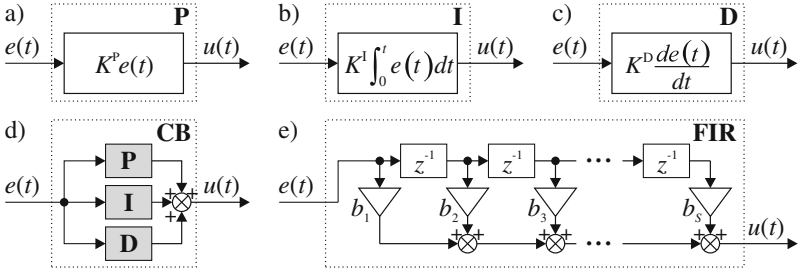 a) P
e(t) K^P e(t) u(t)
b) I
e(t) K^I ∫_0^t e(t)dt u(t)
c) D
e(t) K^D de(t)/dt u(t)
d) CB
e(t) P I D + + + u(t)
e) FIR
e(t) z^-1 z^-1 ••• z^-1
b_1 b_2 b_3 b_S
+ + + + ••• + + u(t)